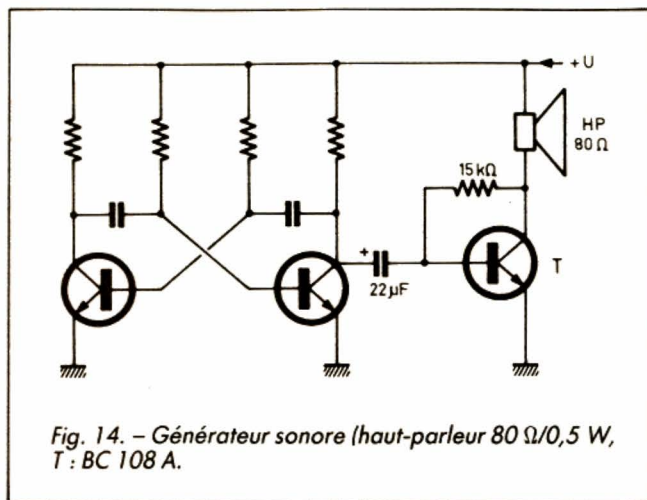 +U
HP
80 Ω
15 kΩ
+
22 µF
T
Fig. 14. – Générateur sonore (haut-parleur 80 Ω/0,5 W,
T : BC 108 A.